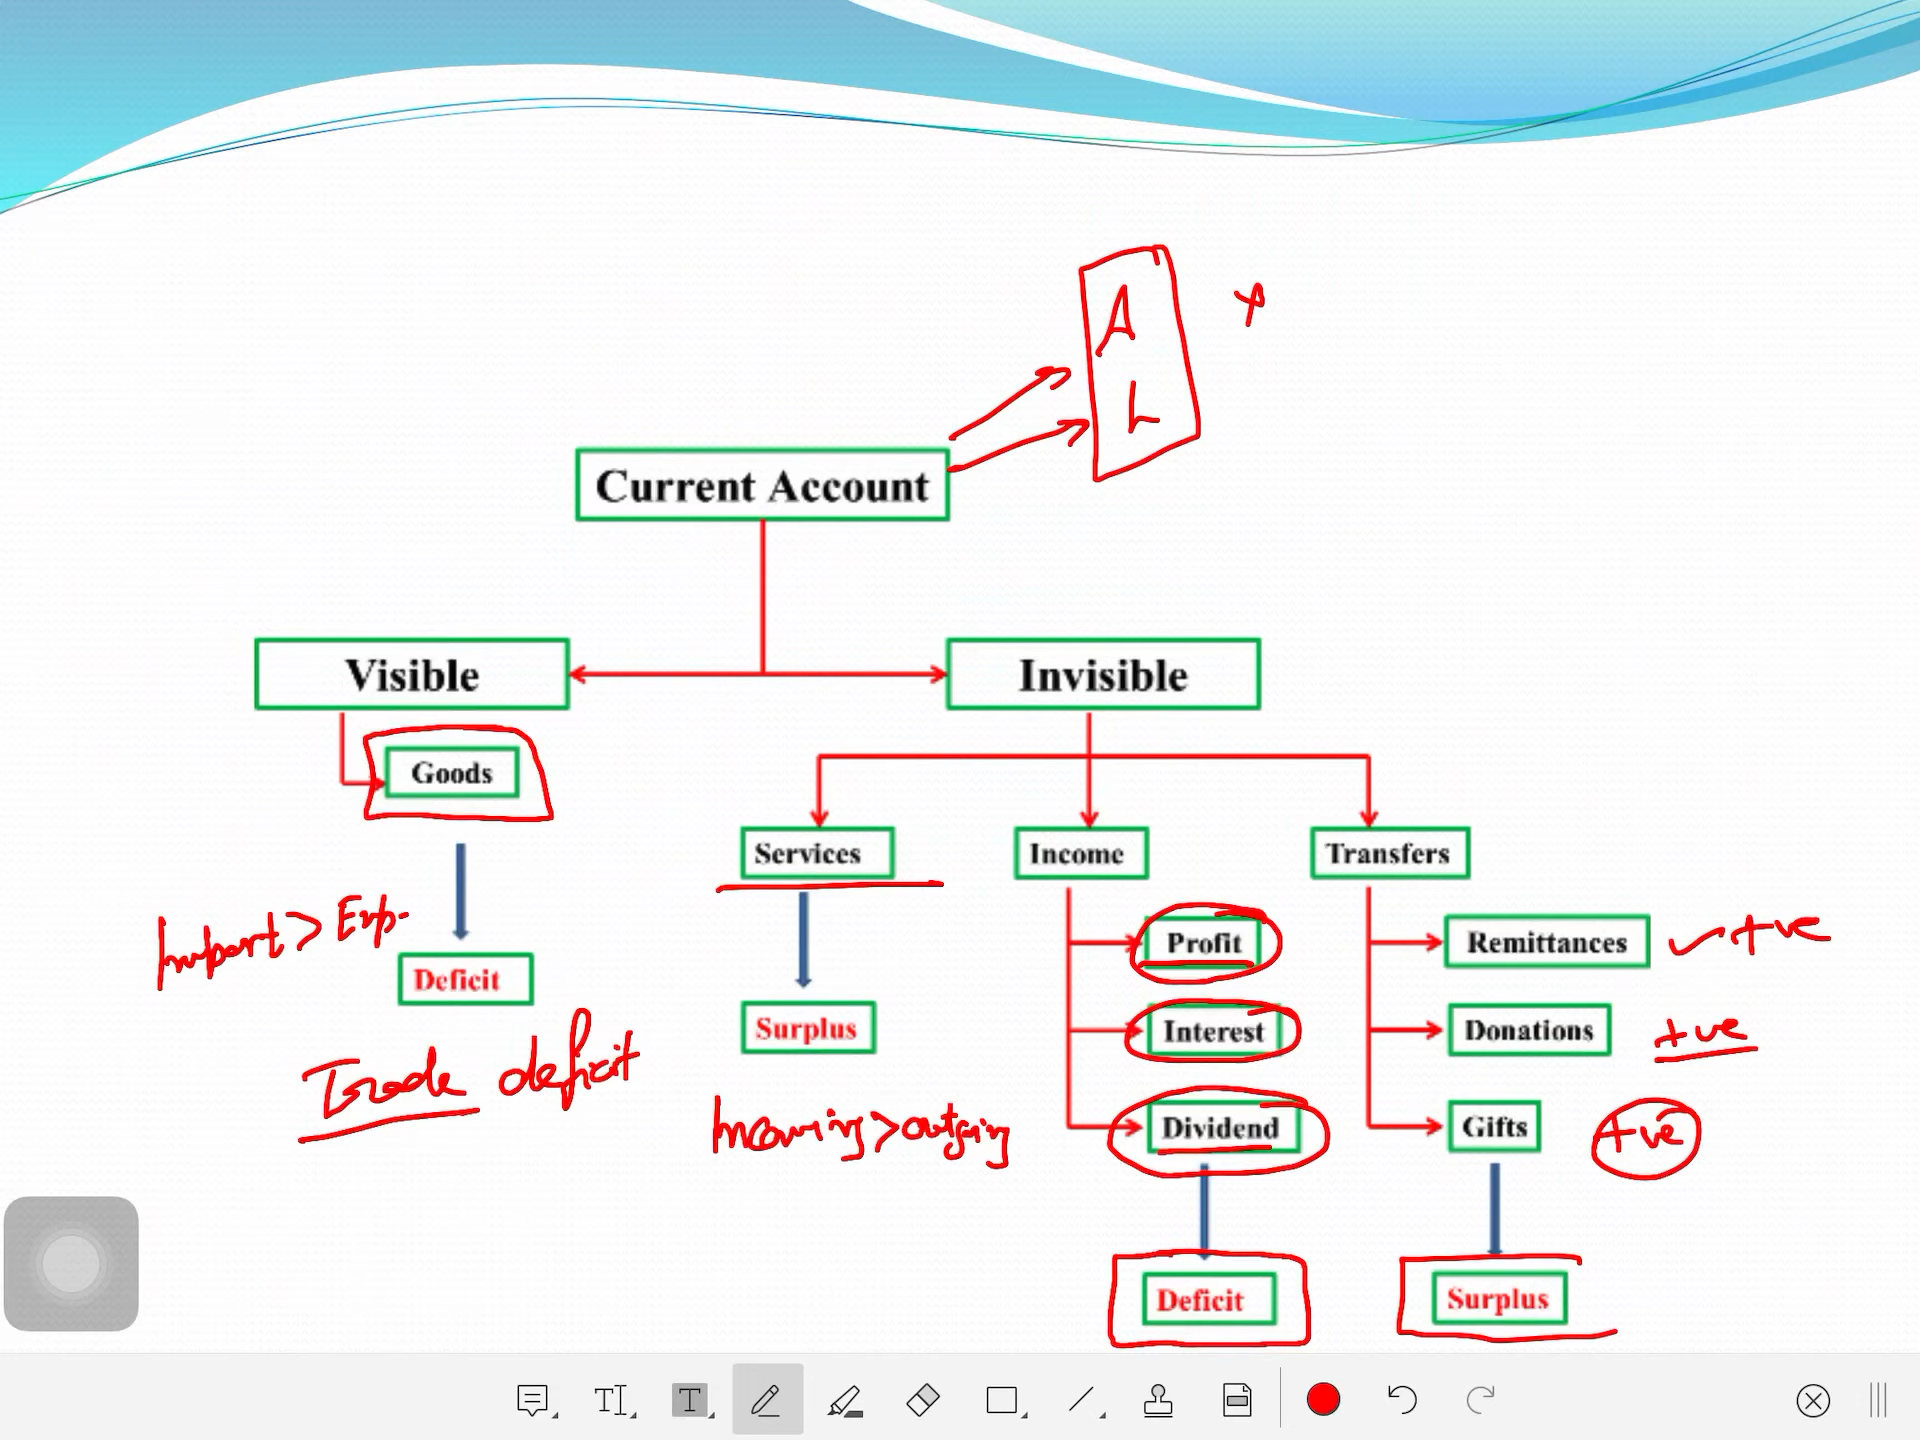 A
L
Current Account
Visible
Invisible
Goods
Services
Income
Transfers
Import > Exp.
Profit
Remittances
+ve
Deficit
Surplus
Interest
Donations
+ve
Trade deficit
Incoming > outgoing
Dividend
Gifts
+ve
Deficit
Surplus
T
T